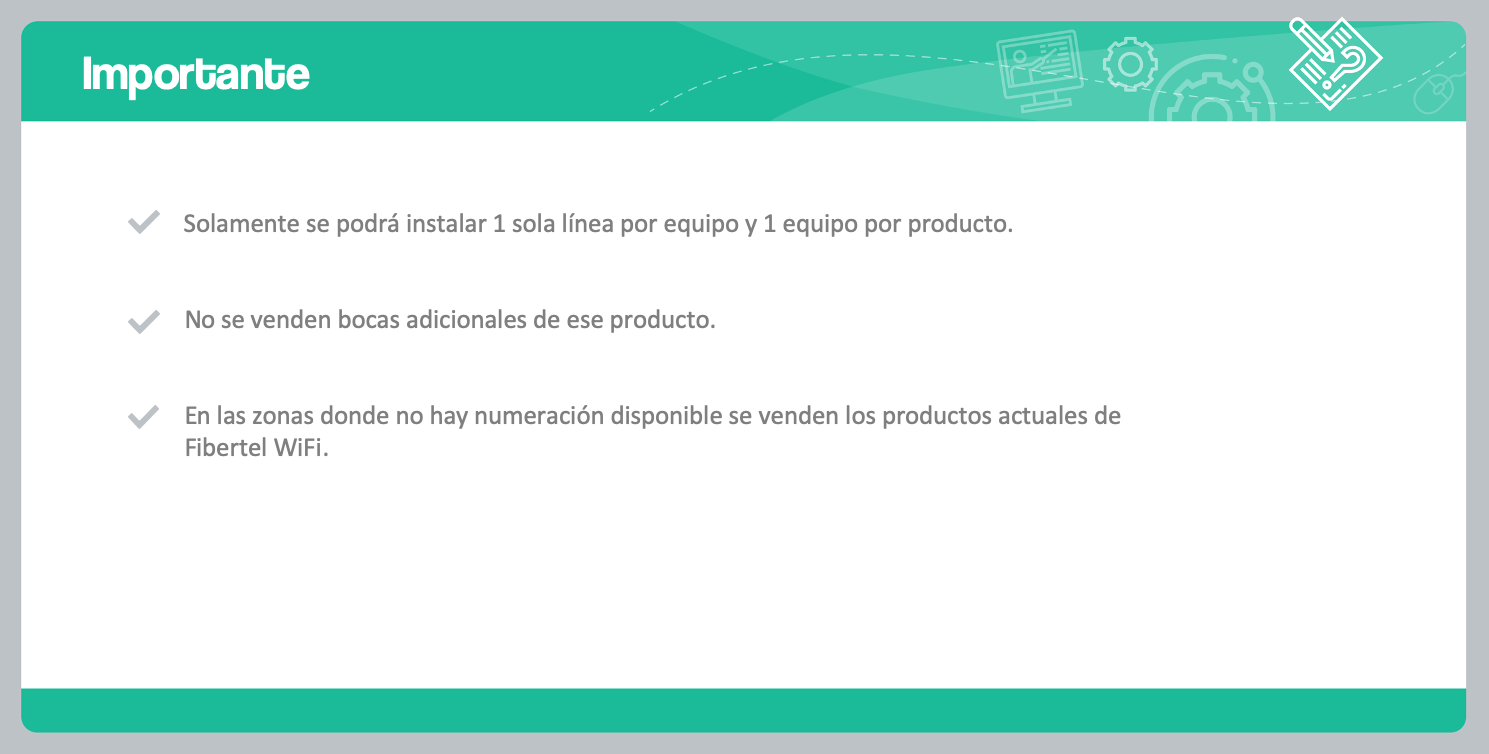 Importante
Solamente se podrá instalar 1 sola línea por equipo y 1 equipo por producto.
No se venden bocas adicionales de ese producto.
En las zonas donde no hay numeración disponible se venden los productos actuales de
Fibertel WiFi.